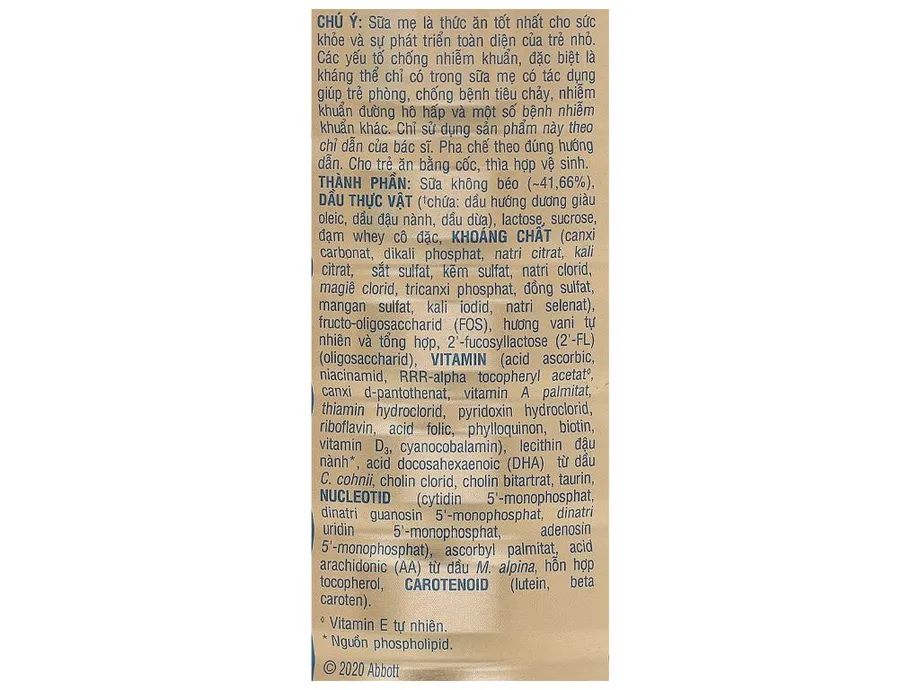 CHÚ Ý: Sữa mẹ là thức ăn tốt nhất cho sức
khỏe và sự phát triển toàn diện của trẻ nhỏ.
Các yếu tố chống nhiễm khuẩn, đặc biệt là
kháng thể chỉ có trong sữa mẹ có tác dụng
giúp trẻ phòng, chống bệnh tiêu chảy, nhiễm
khuẩn đường hô hấp và một số bệnh nhiễm
khuẩn khác. Chỉ sử dụng sản phẩm này theo
chỉ dẫn của bác sĩ. Pha chế theo đúng hướng
dẫn. Cho trẻ ăn bằng cốc, thìa hợp vệ sinh.
THÀNH PHẦN: Sữa không béo (~41,66%),
DẦU THỰC VẬT (¹chứa: dầu hướng dương giàu
oleic, dầu đậu nành, dầu dừa), lactose, sucrose,
đạm whey cô đặc, KHOÁNG CHẤT (canxi
carbonat, dikali phosphat, natri citrat, kali
citrat, sắt sulfat, kẽm sulfat, natri clorid,
magiê clorid, tricanxi phosphat, đồng sulfat,
mangan sulfat, kali iodid, natri selenat),
fructo-oligosaccharid (FOS), hương vani tự
nhiên và tổng hợp, 2'-fucosyllactose (2'-FL)
(oligosaccharid), VITAMIN (acid ascorbic,
niacinamid, RRR-alpha tocopheryl acetat◊,
canxi d-pantothenat, vitamin A palmitat,
thiamin hydroclorid, pyridoxin hydroclorid,
riboflavin, acid folic, phylloquinon, biotin,
vitamin D₃, cyanocobalamin), lecithin đậu
nành*, acid docosahexaenoic (DHA) từ dầu
C. cohnii, cholin clorid, cholin bitartrat, taurin,
NUCLEOTID (cytidin 5'-monophosphat,
dinatri guanosin 5'-monophosphat, dinatri
uridin 5'-monophosphat, adenosin
5'-monophosphat), ascorbyl palmitat, acid
arachidonic (AA) từ dầu M. alpina, hỗn hợp
tocopherol, CAROTENOID (lutein, beta
caroten).
◊ Vitamin E tự nhiên.
* Nguồn phospholipid.
© 2020 Abbott